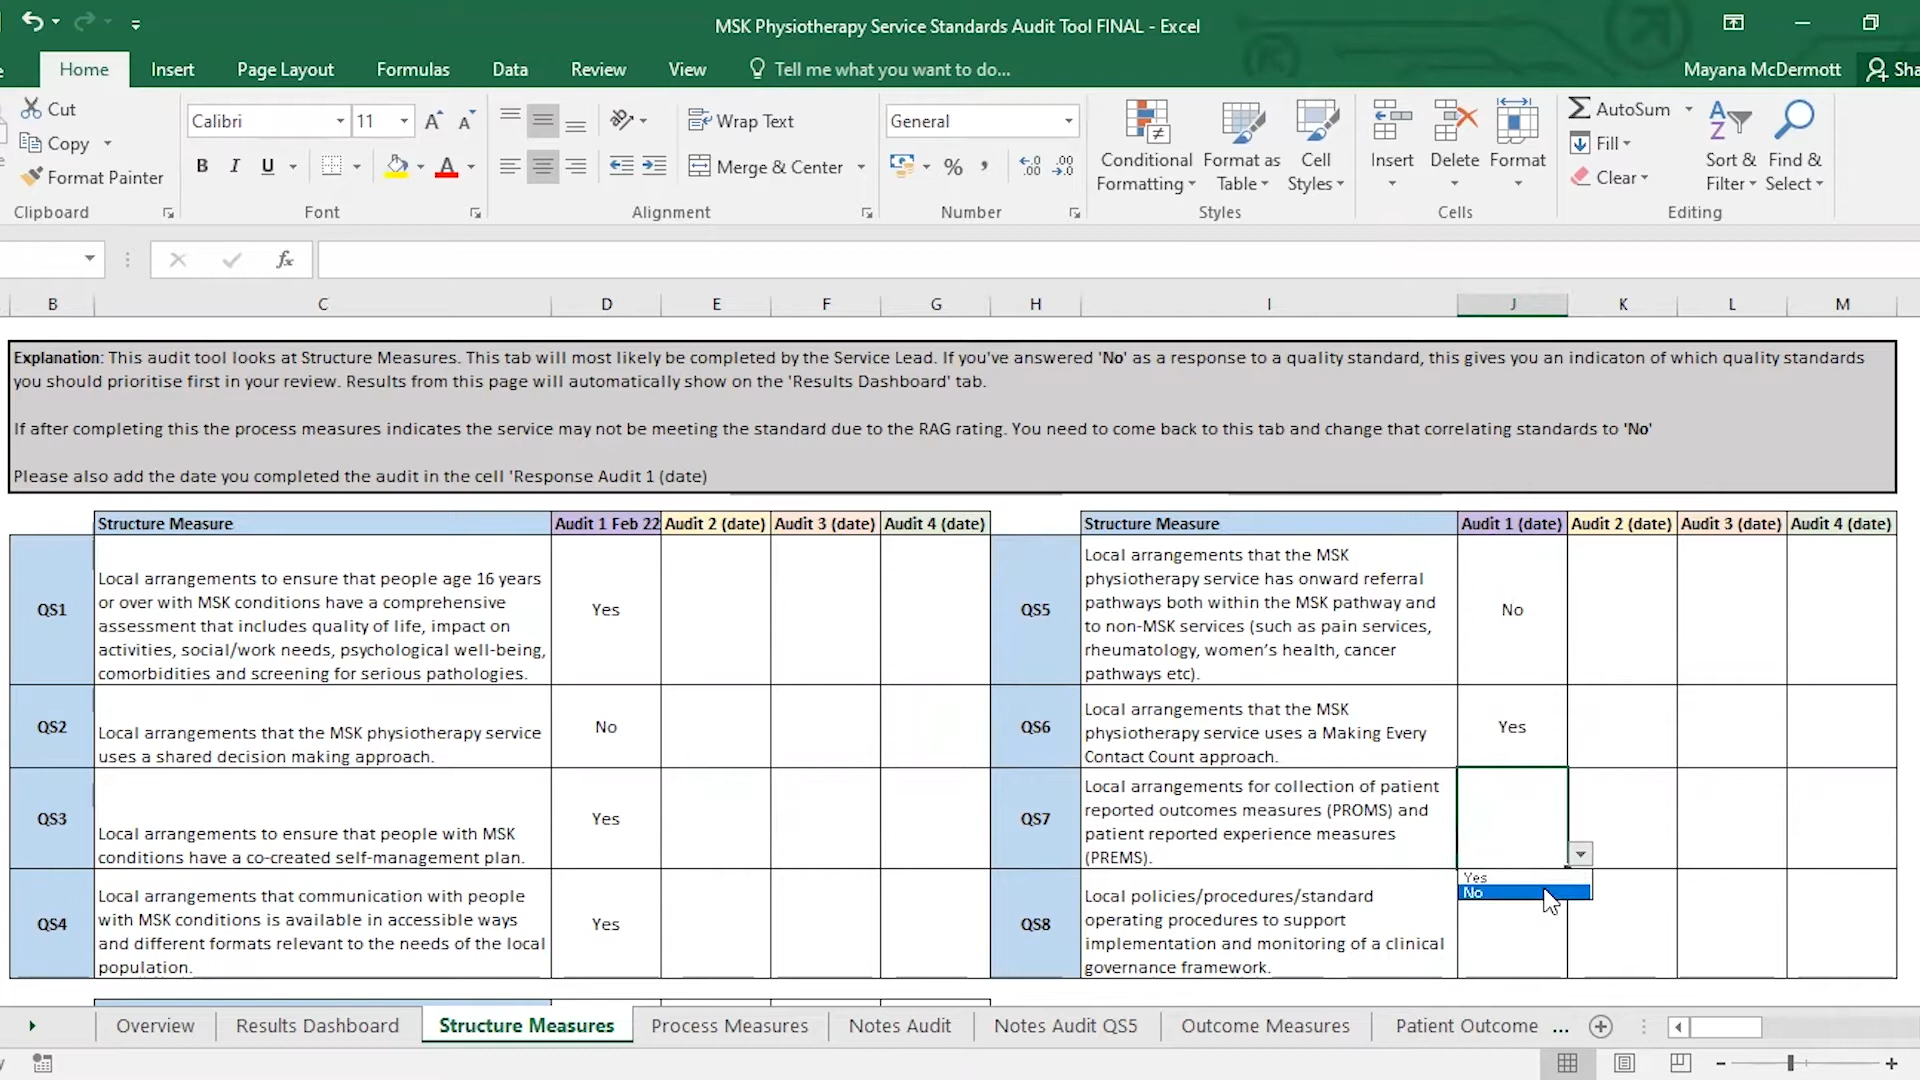 MSK Physiotherapy Service Standards Audit Tool FINAL - Excel
Home Insert Page Layout Formulas Data Review View Tell me what you want to do...
Mayana McDermott Sha
Cut
Copy
Format Painter
Clipboard
Calibri 11
B I U
Font
Wrap Text
Merge & Center
Alignment
General
Number
Conditional Formatting
Format as Table
Cell Styles
Styles
Insert
Delete
Format
Cells
AutoSum
Fill
Clear
Sort & Filter
Find & Select
Editing
fx
B C D E F G H I J K L M
Explanation: This audit tool looks at Structure Measures. This tab will most likely be completed by the Service Lead. If you've answered 'No' as a response to a quality standard, this gives you an indicaton of which quality standards
you should prioritise first in your review. Results from this page will automatically show on the 'Results Dashboard' tab.
If after completing this the process measures indicates the service may not be meeting the standard due to the RAG rating. You need to come back to this tab and change that correlating standards to 'No'
Please also add the date you completed the audit in the cell 'Response Audit 1 (date)
Structure Measure Audit 1 Feb 22 Audit 2 (date) Audit 3 (date) Audit 4 (date)
QS1
Local arrangements to ensure that people age 16 years
or over with MSK conditions have a comprehensive
assessment that includes quality of life, impact on
activities, social/work needs, psychological well-being,
comorbidities and screening for serious pathologies.
Yes
QS2
Local arrangements that the MSK physiotherapy service
uses a shared decision making approach.
No
QS3
Local arrangements to ensure that people with MSK
conditions have a co-created self-management plan.
Yes
QS4
Local arrangements that communication with people
with MSK conditions is available in accessible ways
and different formats relevant to the needs of the local
population.
Yes
Structure Measure Audit 1 (date) Audit 2 (date) Audit 3 (date) Audit 4 (date)
QS5
Local arrangements that the MSK
physiotherapy service has onward referral
pathways both within the MSK pathway and
to non-MSK services (such as pain services,
rheumatology, women's health, cancer
pathways etc).
No
QS6
Local arrangements that the MSK
physiotherapy service uses a Making Every
Contact Count approach.
Yes
QS7
Local arrangements for collection of patient
reported outcomes measures (PROMS) and
patient reported experience measures
(PREMS).
Yes
No
QS8
Local policies/procedures/standard
operating procedures to support
implementation and monitoring of a clinical
governance framework.
Overview Results Dashboard Structure Measures Process Measures Notes Audit Notes Audit QS5 Outcome Measures Patient Outcome ...